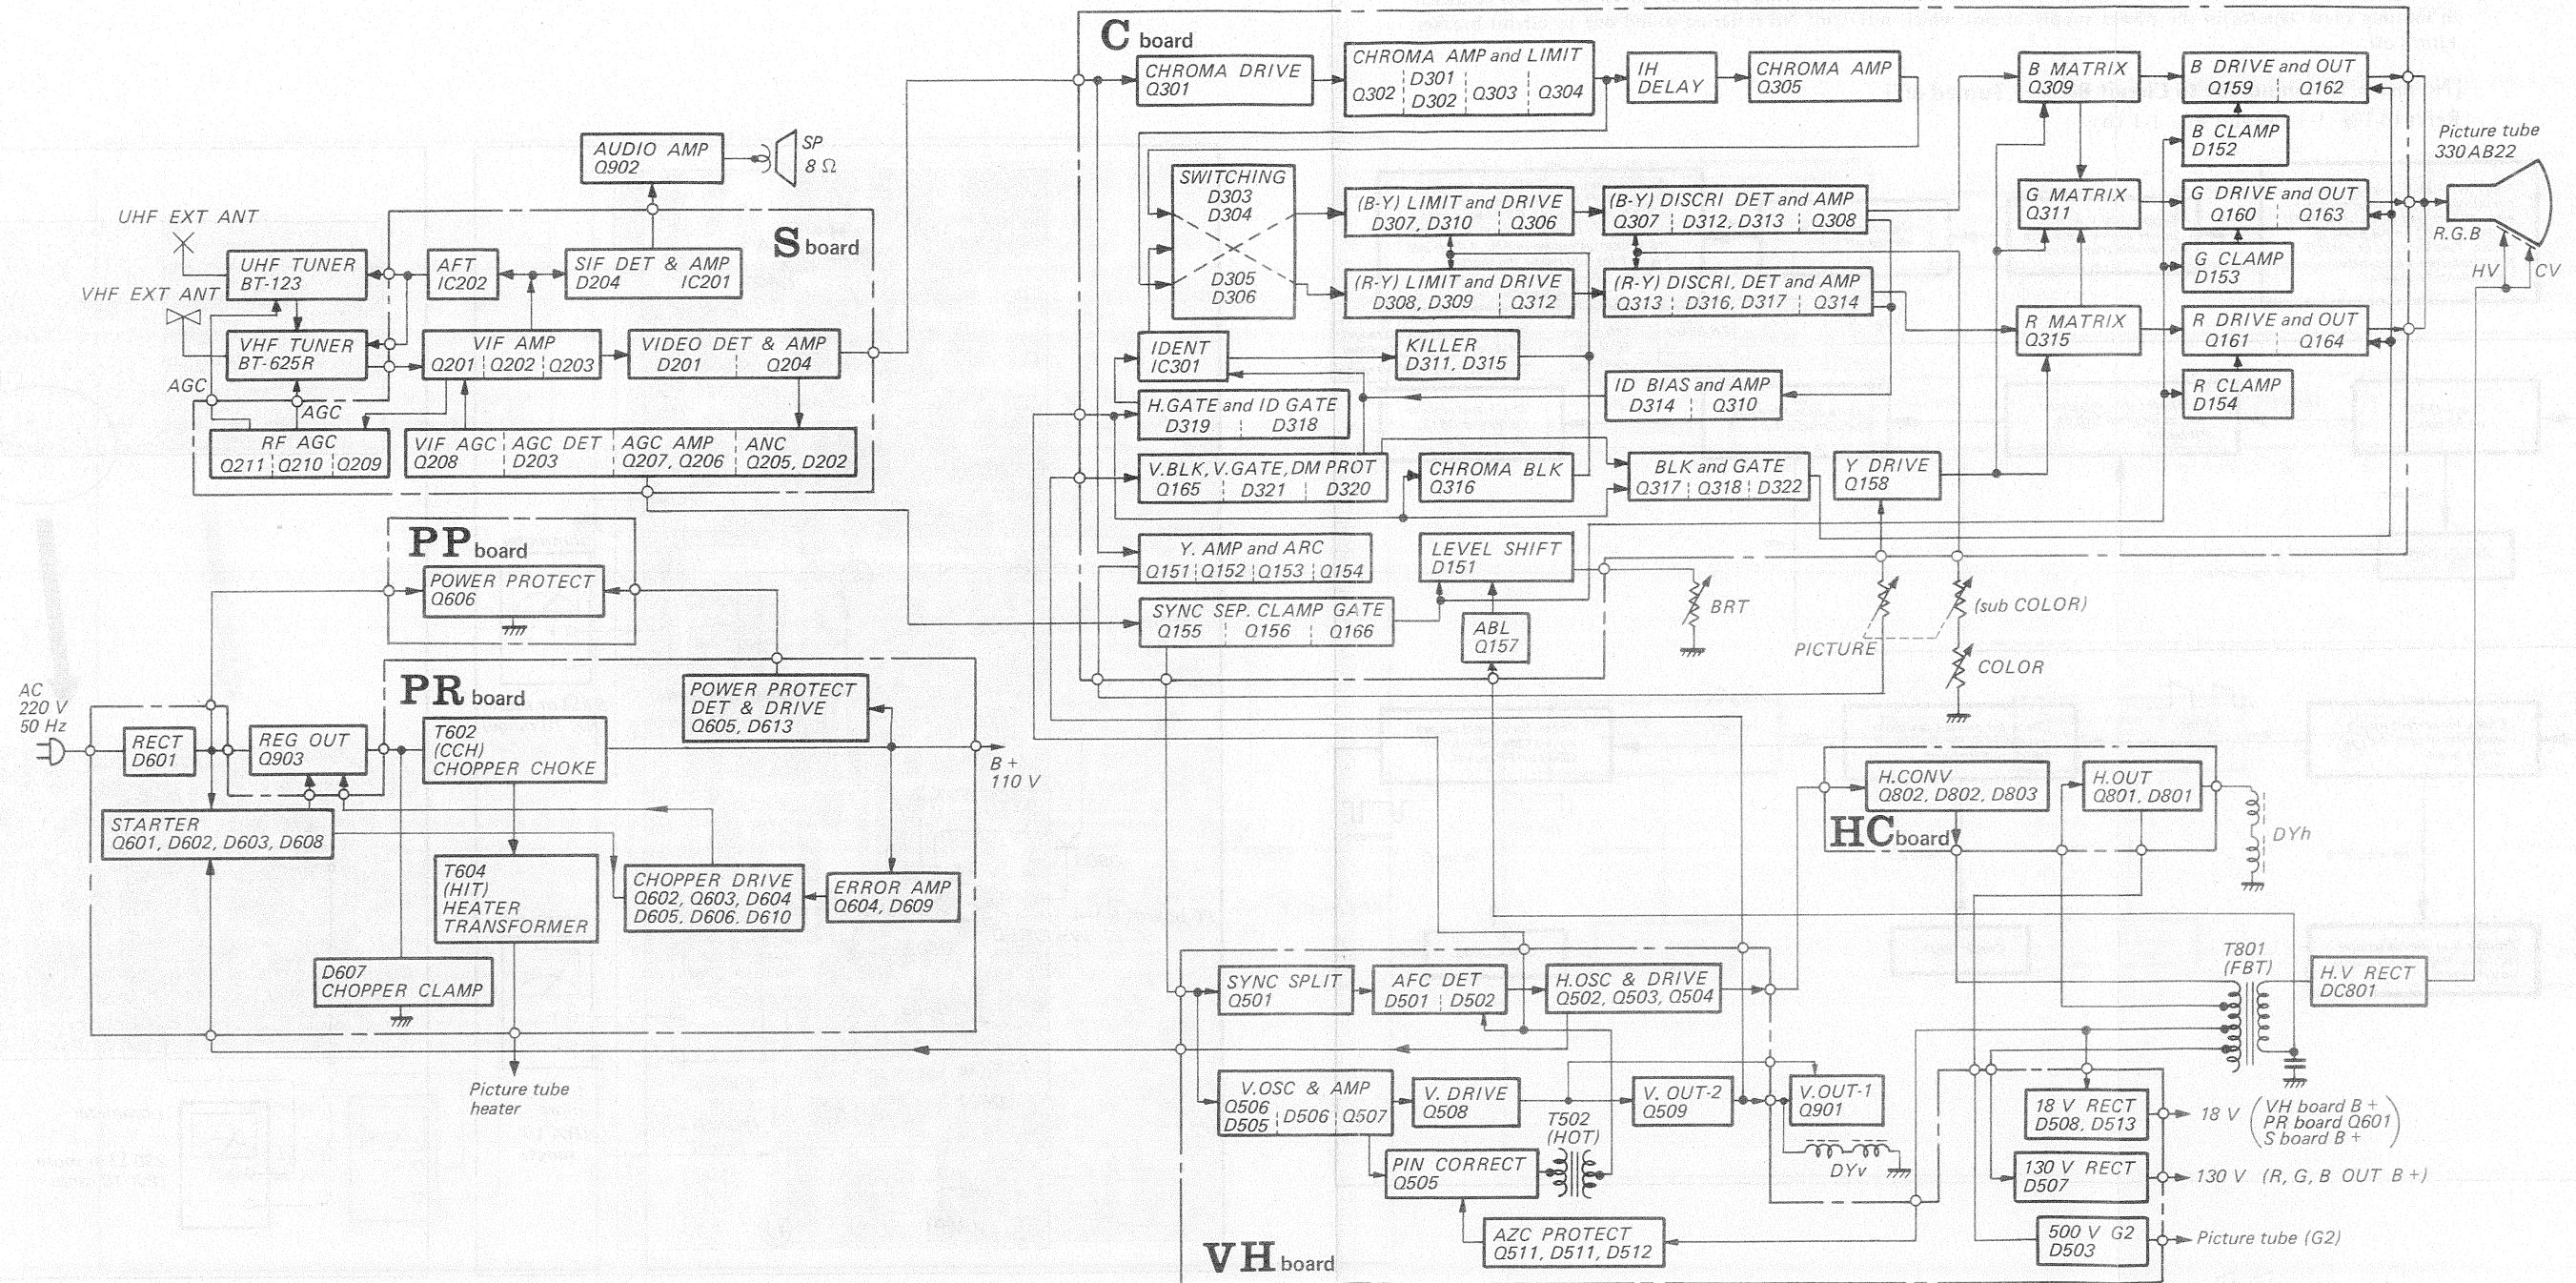 C board
CHROMA DRIVE
Q301
CHROMA AMP and LIMIT
Q302 D301 D302 Q303 Q304
IH
DELAY
CHROMA AMP
Q305
B MATRIX
Q309
B DRIVE and OUT
Q159 Q162
B CLAMP
D152
Picture tube
330AB22
AUDIO AMP
Q902
SP
8 Ω
SWITCHING
D303
D304
D305
D306
(B-Y) LIMIT and DRIVE
D307, D310 Q306
(B-Y) DISCRI DET and AMP
Q307 D312, D313 Q308
G MATRIX
Q311
G DRIVE and OUT
Q160 Q163
R.G.B
G CLAMP
D153
HV
CV
UHF EXT ANT
S board
UHF TUNER
BT-123
AFT
IC202
SIF DET & AMP
D204 IC201
VHF EXT ANT
(R-Y) LIMIT and DRIVE
D308, D309 Q312
(R-Y) DISCRI, DET and AMP
Q313 D316, D317 Q314
R MATRIX
Q315
R DRIVE and OUT
Q161 Q164
VHF TUNER
BT-625R
VIF AMP
Q201 Q202 Q203
VIDEO DET & AMP
D201 Q204
IDENT
IC301
KILLER
D311, D315
AGC
AGC
ID BIAS and AMP
D314 Q310
R CLAMP
D154
H.GATE and ID GATE
D319 D318
RF AGC
Q211 Q210 Q209
VIF AGC
Q208
AGC DET
D203
AGC AMP
Q207, Q206
ANC
Q205, D202
V.BLK, V.GATE, DM PROT
Q165 D321 D320
CHROMA BLK
Q316
BLK and GATE
Q317 Q318 D322
Y DRIVE
Q158
PP board
POWER PROTECT
Q606
Y. AMP and ARC
Q151 Q152 Q153 Q154
LEVEL SHIFT
D151
SYNC SEP. CLAMP GATE
Q155 Q156 Q166
ABL
Q157
BRT
PICTURE
(sub COLOR)
COLOR
AC
220 V
50 Hz
PR board
POWER PROTECT
DET & DRIVE
Q605, D613
RECT
D601
REG OUT
Q903
T602
(CCH)
CHOPPER CHOKE
B +
110 V
STARTER
Q601, D602, D603, D608
T604
(HIT)
HEATER
TRANSFORMER
CHOPPER DRIVE
Q602, Q603, D604
D605, D606, D610
ERROR AMP
Q604, D609
D607
CHOPPER CLAMP
Picture tube
heater
H.CONV
Q802, D802, D803
H.OUT
Q801, D801
HC board
DYh
T801
(FBT)
H.V RECT
DC801
SYNC SPLIT
Q501
AFC DET
D501 D502
H.OSC & DRIVE
Q502, Q503, Q504
V.OSC & AMP
Q506
D505
D506 Q507
V. DRIVE
Q508
V. OUT-2
Q509
V.OUT-1
Q901
T502
(HOT)
DYv
PIN CORRECT
Q505
AZC PROTECT
Q511, D511, D512
VH board
18 V RECT
D508, D513
18 V (VH board B +
PR board Q601
S board B +)
130 V RECT
D507
130 V (R, G, B OUT B +)
500 V G2
D503
Picture tube (G2)